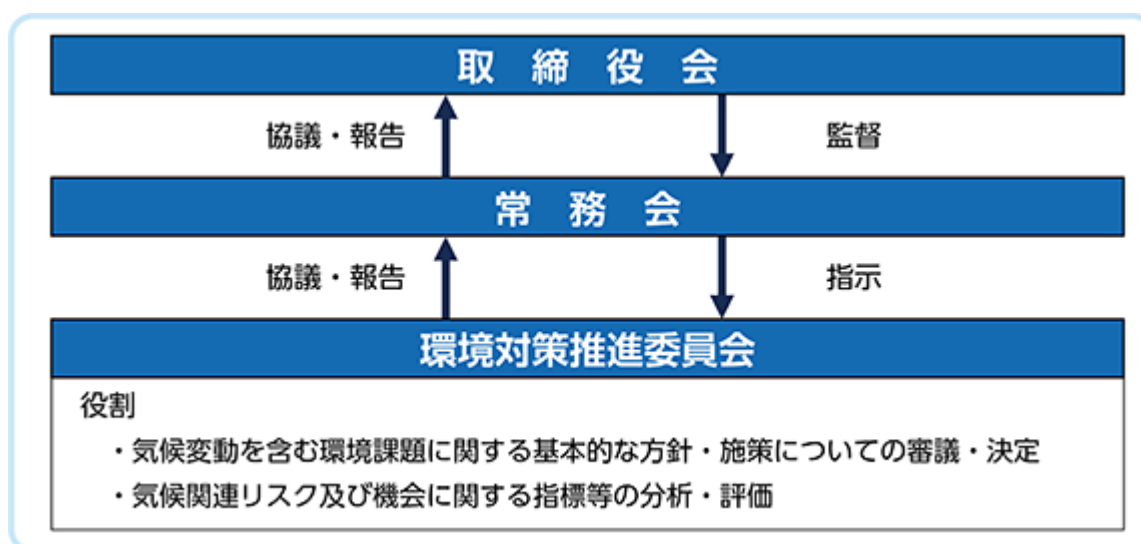 取締役会
協議・報告 監督
常務会
協議・報告 指示
環境対策推進委員会
役割
・気候変動を含む環境課題に関する基本的な方針・施策についての審議・決定
・気候関連リスク及び機会に関する指標等の分析・評価